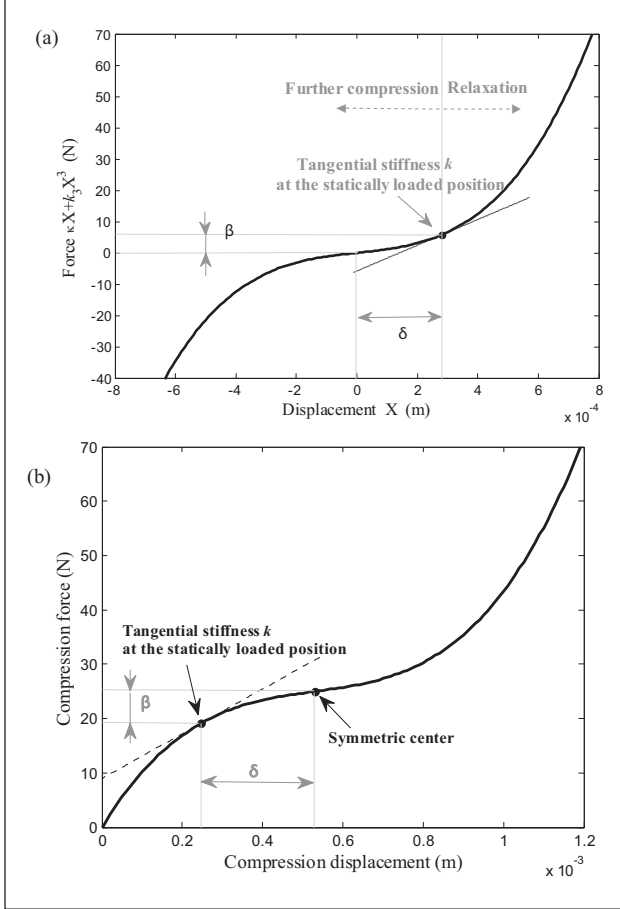 (a)
70
60
50
40
30
20
10
0
-10
-20
-30
-40
Force κX+k₃X³ (N)
Further compression
Relaxation
Tangential stiffness k
at the statically loaded position
β
δ
-8
-6
-4
-2
0
2
4
6
8
Displacement X (m)
x 10⁻⁴
(b)
70
60
50
40
30
20
10
0
Compression force (N)
Tangential stiffness k
at the statically loaded position
β
δ
Symmetric center
0
0.2
0.4
0.6
0.8
1
1.2
Compression displacement (m)
x 10⁻³